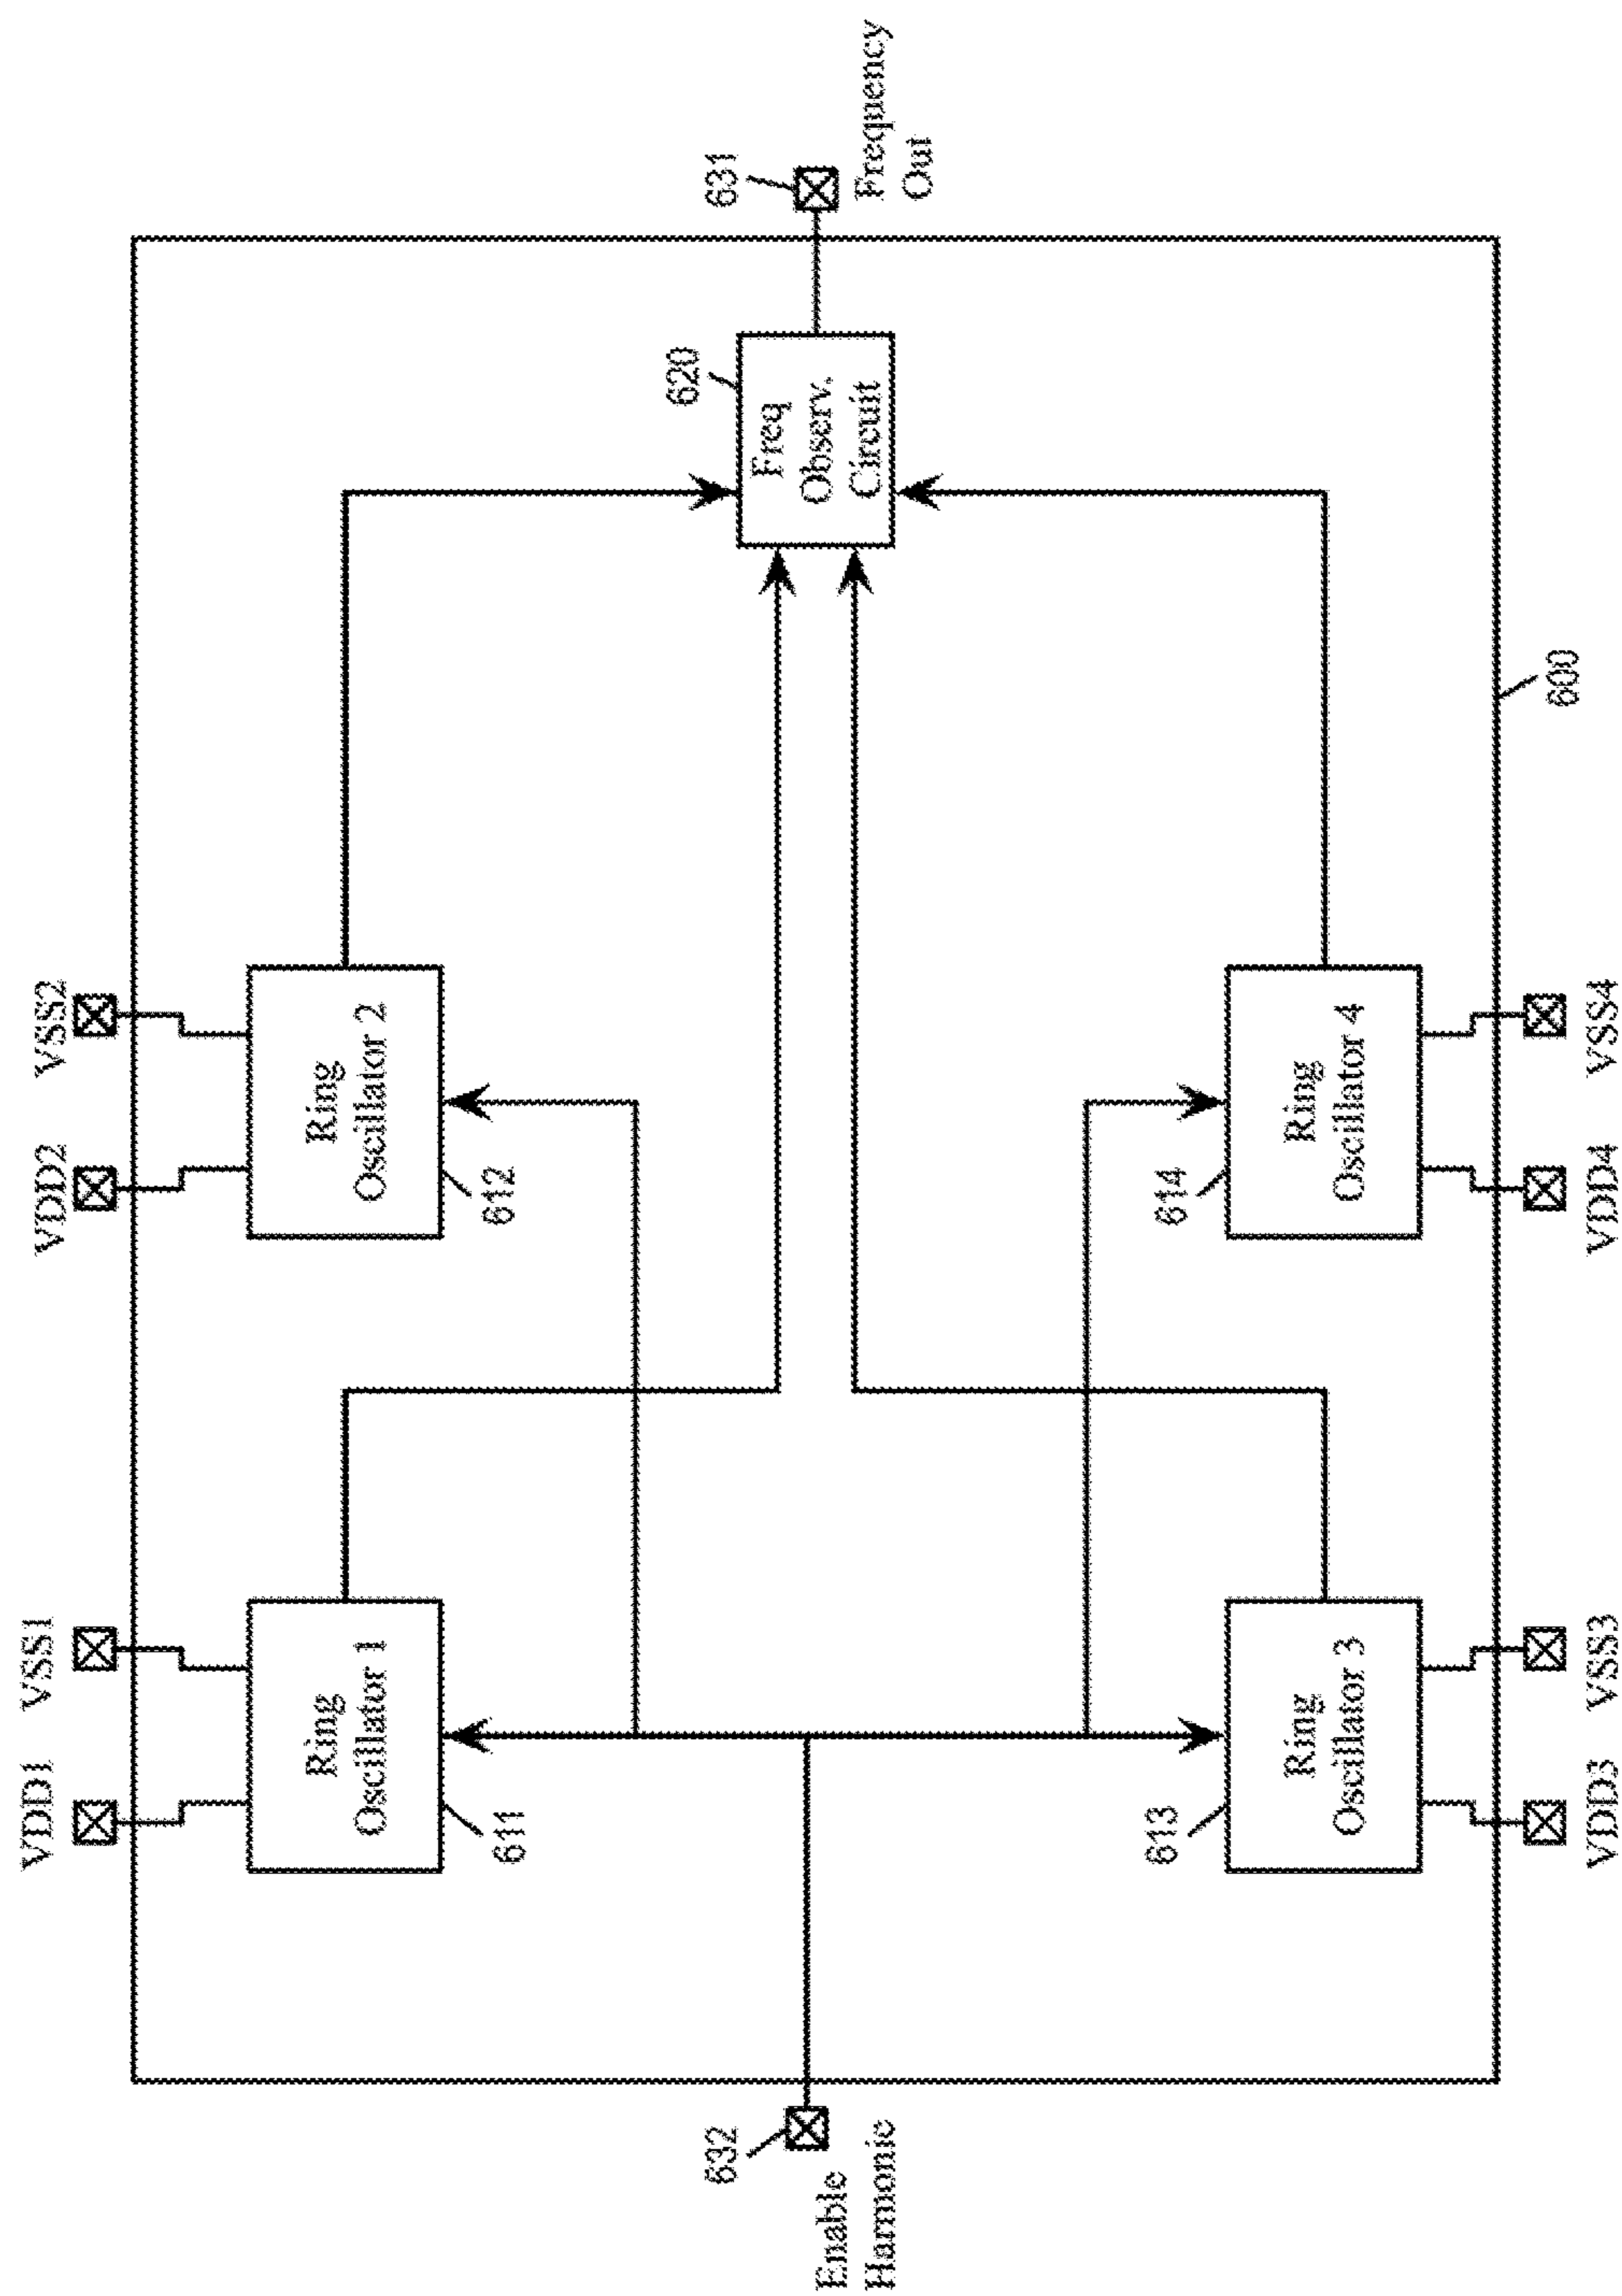 VDD1
VSS1
VDD2
VSS2
Ring
Oscillator 1
Ring
Oscillator 2
611
612
632
Enable
Harmonic
620
Freq
Observ.
Circuit
631
Frequency
Out
613
614
Ring
Oscillator 3
Ring
Oscillator 4
600
VDD3
VSS3
VDD4
VSS4